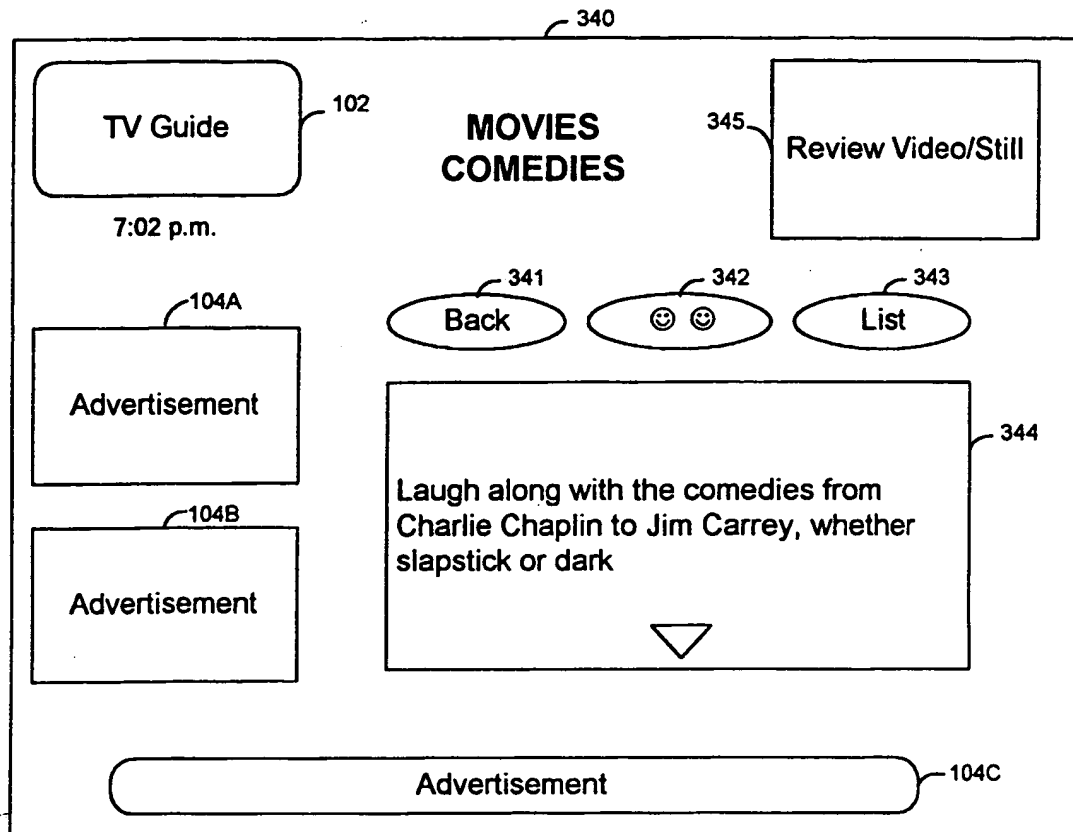 340
TV Guide
102
MOVIES
COMEDIES
345
Review Video/Still
7:02 p.m.
341
342
343
Back
☺ ☺
List
104A
Advertisement
344
Laugh along with the comedies from
Charlie Chaplin to Jim Carrey, whether
slapstick or dark
104B
Advertisement
Advertisement
104C